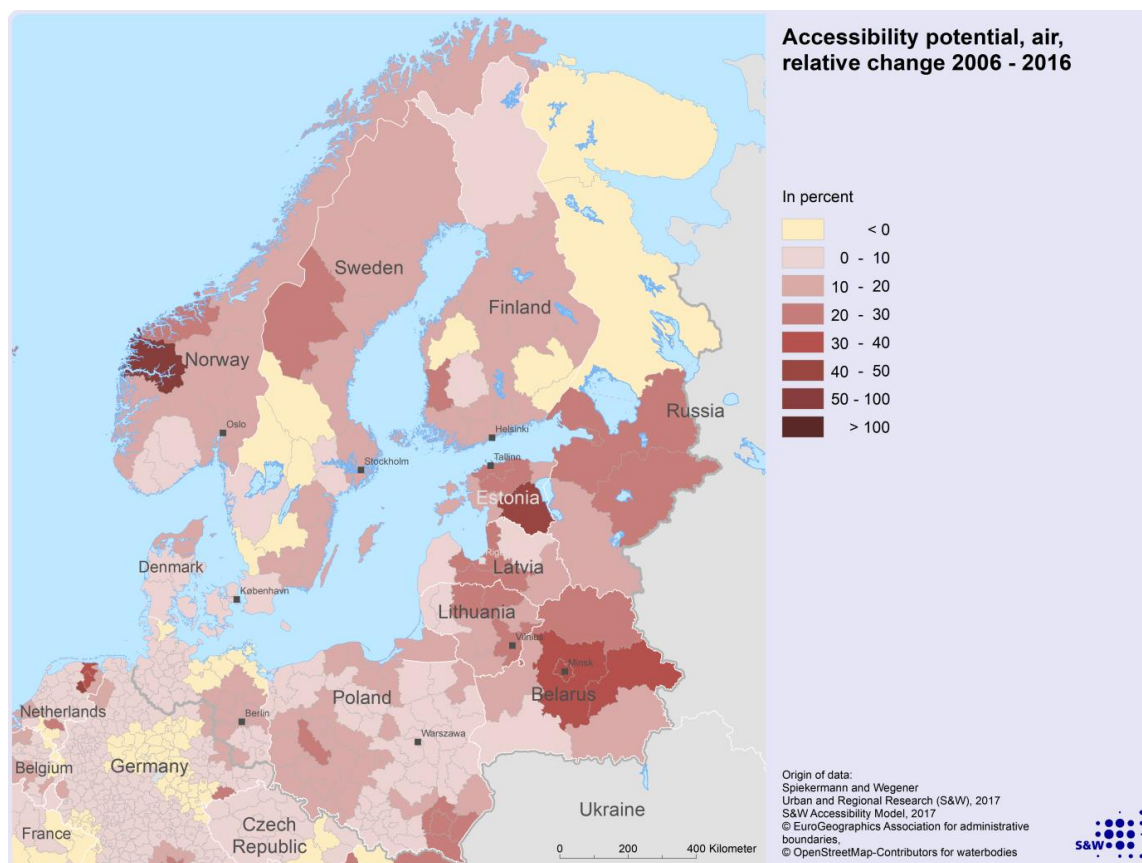 Accessibility potential, air,
relative change 2006 - 2016
In percent
< 0
0 - 10
10 - 20
20 - 30
30 - 40
40 - 50
50 - 100
> 100
Sweden
Finland
Norway
Russia
Oslo
Helsinki
Stockholm
Tallinn
Estonia
Riga
Latvia
Denmark
København
Lithuania
Vilnius
Minsk
Belarus
Poland
Netherlands
Berlin
Warszawa
Belgium
Germany
Ukraine
France
Czech
Republic
0 200 400 Kilometer
Origin of data:
Spiekermann and Wegener
Urban and Regional Research (S&W), 2017
S&W Accessibility Model, 2017
© EuroGeographics Association for administrative
boundaries,
© OpenStreetMap-Contributors for waterbodies
S&W